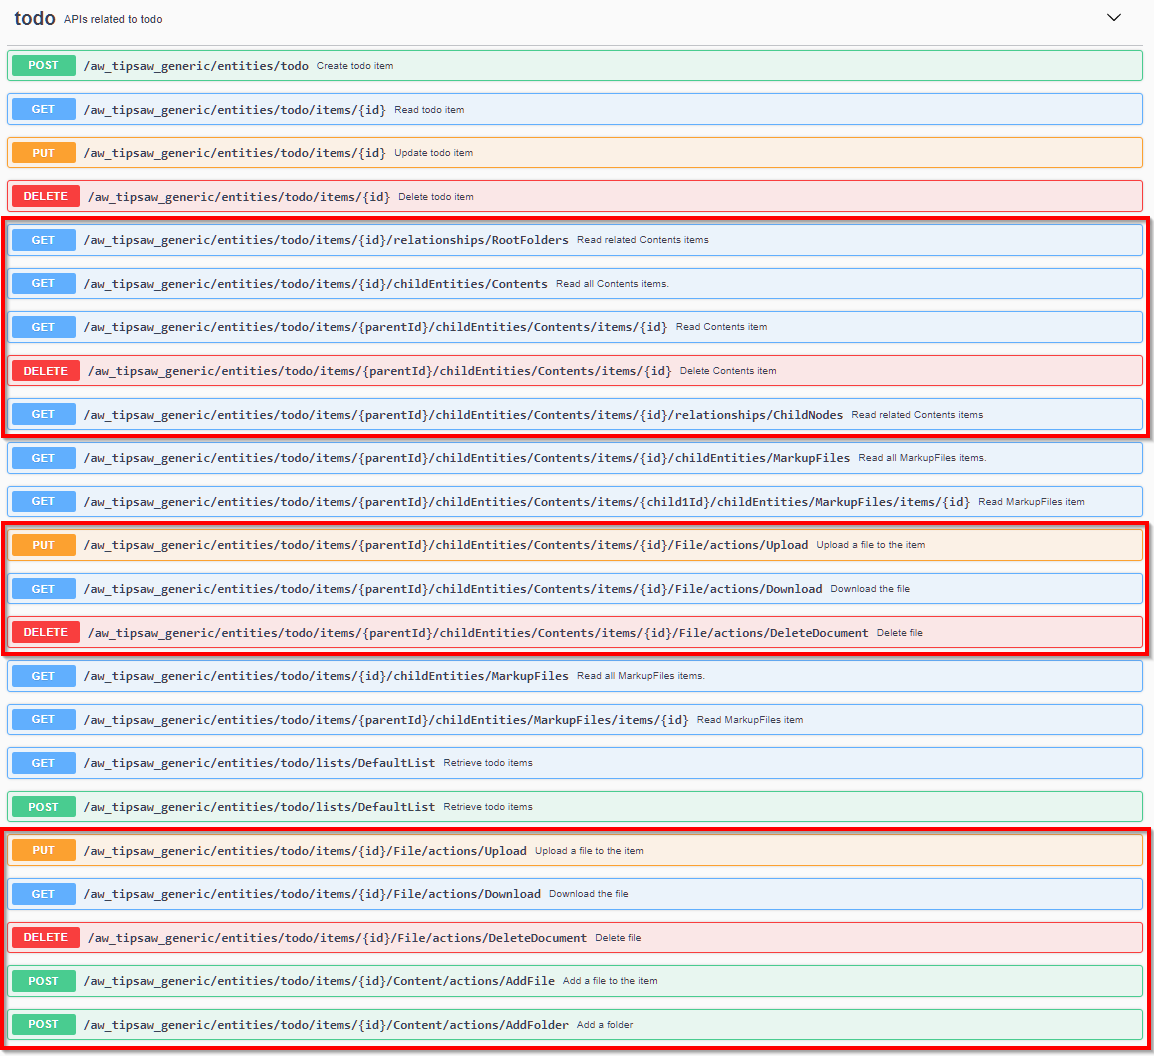 todo APIs related to todo
POST /aw_tipsaw_generic/entities/todo Create todo item
GET /aw_tipsaw_generic/entities/todo/items/{id} Read todo item
PUT /aw_tipsaw_generic/entities/todo/items/{id} Update todo item
DELETE /aw_tipsaw_generic/entities/todo/items/{id} Delete todo item
GET /aw_tipsaw_generic/entities/todo/items/{id}/relationships/RootFolders Read related Contents items
GET /aw_tipsaw_generic/entities/todo/items/{id}/childEntities/Contents Read all Contents items.
GET /aw_tipsaw_generic/entities/todo/items/{parentId}/childEntities/Contents/items/{id} Read Contents item
DELETE /aw_tipsaw_generic/entities/todo/items/{parentId}/childEntities/Contents/items/{id} Delete Contents item
GET /aw_tipsaw_generic/entities/todo/items/{parentId}/childEntities/Contents/items/{id}/relationships/ChildNodes Read related Contents items
GET /aw_tipsaw_generic/entities/todo/items/{parentId}/childEntities/Contents/items/{id}/childEntities/MarkupFiles Read all MarkupFiles items.
GET /aw_tipsaw_generic/entities/todo/items/{parentId}/childEntities/Contents/items/{child1Id}/childEntities/MarkupFiles/items/{id} Read MarkupFiles item
PUT /aw_tipsaw_generic/entities/todo/items/{parentId}/childEntities/Contents/items/{id}/File/actions/Upload Upload a file to the item
GET /aw_tipsaw_generic/entities/todo/items/{parentId}/childEntities/Contents/items/{id}/File/actions/Download Download the file
DELETE /aw_tipsaw_generic/entities/todo/items/{parentId}/childEntities/Contents/items/{id}/File/actions/DeleteDocument Delete file
GET /aw_tipsaw_generic/entities/todo/items/{id}/childEntities/MarkupFiles Read all MarkupFiles items.
GET /aw_tipsaw_generic/entities/todo/items/{parentId}/childEntities/MarkupFiles/items/{id} Read MarkupFiles item
GET /aw_tipsaw_generic/entities/todo/lists/DefaultList Retrieve todo items
POST /aw_tipsaw_generic/entities/todo/lists/DefaultList Retrieve todo items
PUT /aw_tipsaw_generic/entities/todo/items/{id}/File/actions/Upload Upload a file to the item
GET /aw_tipsaw_generic/entities/todo/items/{id}/File/actions/Download Download the file
DELETE /aw_tipsaw_generic/entities/todo/items/{id}/File/actions/DeleteDocument Delete file
POST /aw_tipsaw_generic/entities/todo/items/{id}/Content/actions/AddFile Add a file to the item
POST /aw_tipsaw_generic/entities/todo/items/{id}/Content/actions/AddFolder Add a folder